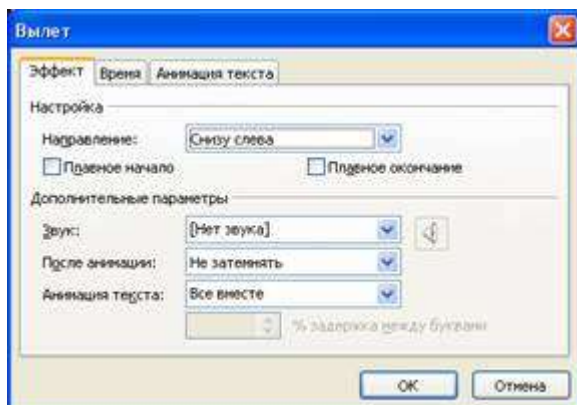 Вылет
Эффект Время Анимация текста
Настройка
Направление: Снизу слева
Плавное начало Плавное окончание
Дополнительные параметры
Звук: [Нет звука]
После анимации: Не затемнять
Анимация текста: Все вместе
% задержка между буквами
ОК Отмена